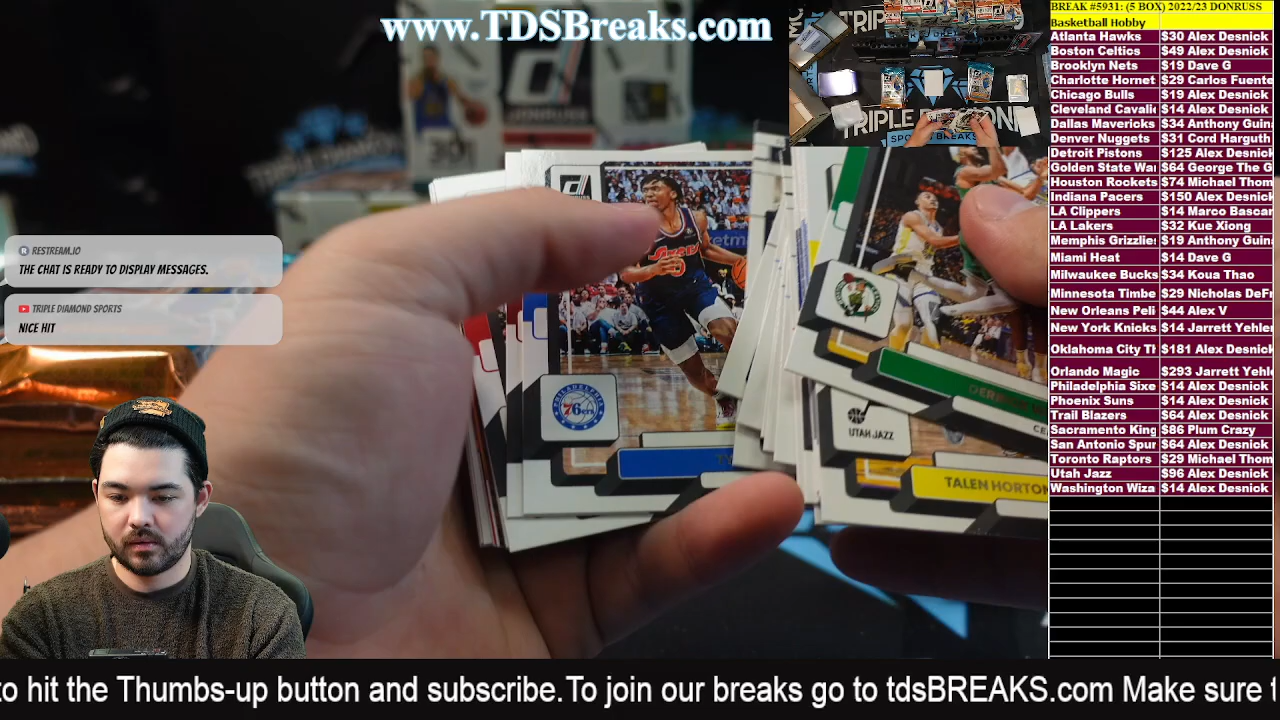 www.TDSBreaks.com
RESTREAM.IO
THE CHAT IS READY TO DISPLAY MESSAGES.
TRIPLE DIAMOND SPORTS
NICE HIT
PHILADELPHIA
76ers
UTAH JAZZ
TALEN HORTON
TRIPLE DIAMOND
BREAK #5931: (5 BOX) 2022/23 DONRUSS
Basketball Hobby
Atlanta Hawks $30 Alex Desnick
Boston Celtics $49 Alex Desnick
Brooklyn Nets $19 Dave G
Charlotte Hornet $29 Carlos Fuente
Chicago Bulls $19 Alex Desnick
Cleveland Cavali $14 Alex Desnick
Dallas Mavericks $34 Anthony Guin
Denver Nuggets $31 Cord Harguth
Detroit Pistons $125 Alex Desnick
Golden State Wa $64 George The G
Houston Rockets $74 Michael Thom
Indiana Pacers $150 Alex Desnick
LA Clippers $14 Marco Bascar
LA Lakers $32 Kue Xiong
Memphis Grizzlie $19 Anthony Guin
Miami Heat $14 Dave G
Milwaukee Bucks $34 Koua Thao
Minnesota Timbe $29 Nicholas DeFr
New Orleans Peli $44 Alex V
New York Knicks $14 Jarrett Yehle
Oklahoma City Th $181 Alex Desnick
Orlando Magic $293 Jarrett Yehle
Philadelphia Sixe $14 Alex Desnick
Phoenix Suns $14 Alex Desnick
Trail Blazers $64 Alex Desnick
Sacramento King $86 Plum Crazy
San Antonio Spur $64 Alex Desnick
Toronto Raptors $29 Michael Thom
Utah Jazz $96 Alex Desnick
Washington Wiza $14 Alex Desnick
to hit the Thumbs-up button and subscribe.To join our breaks go to tdsBREAKS.com Make sure t